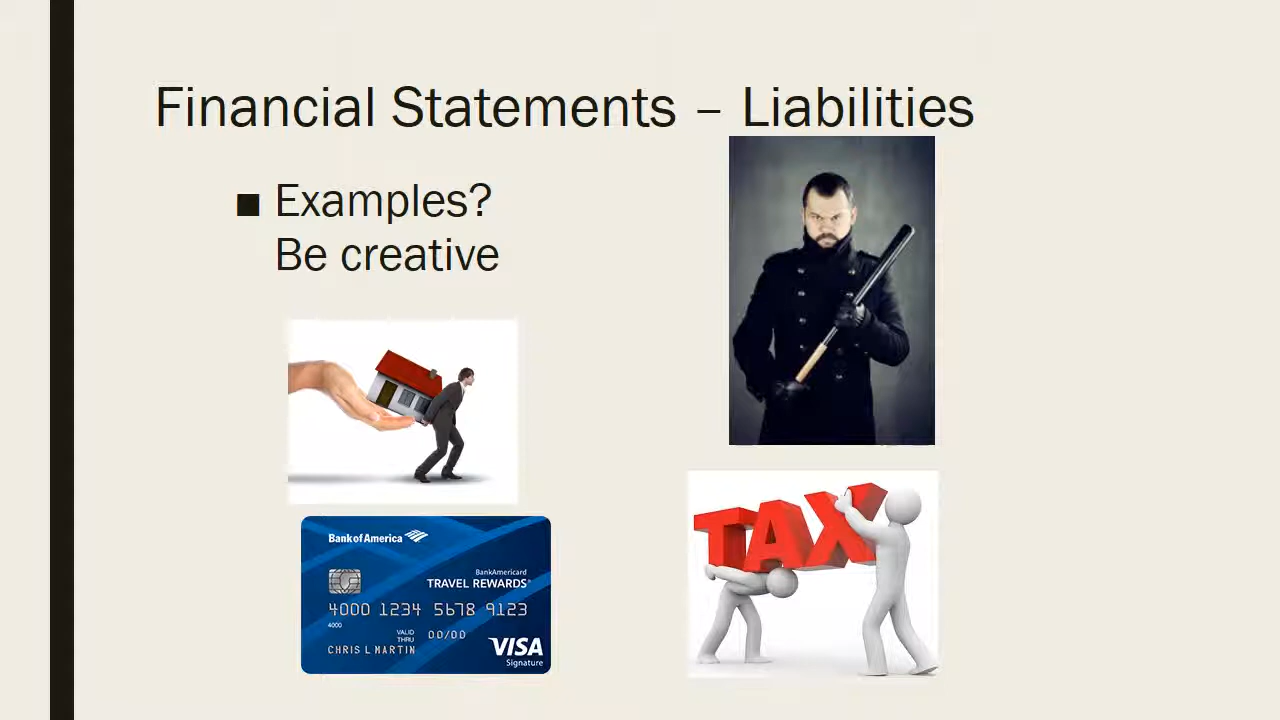 Financial Statements – Liabilities
■ Examples?
Be creative
Bank of America
BankAmericard
TRAVEL REWARDS®
4000 1234 5678 9123
4000
VALID
THRU
00/00
CHRIS L MARTIN
VISA
Signature
TAX